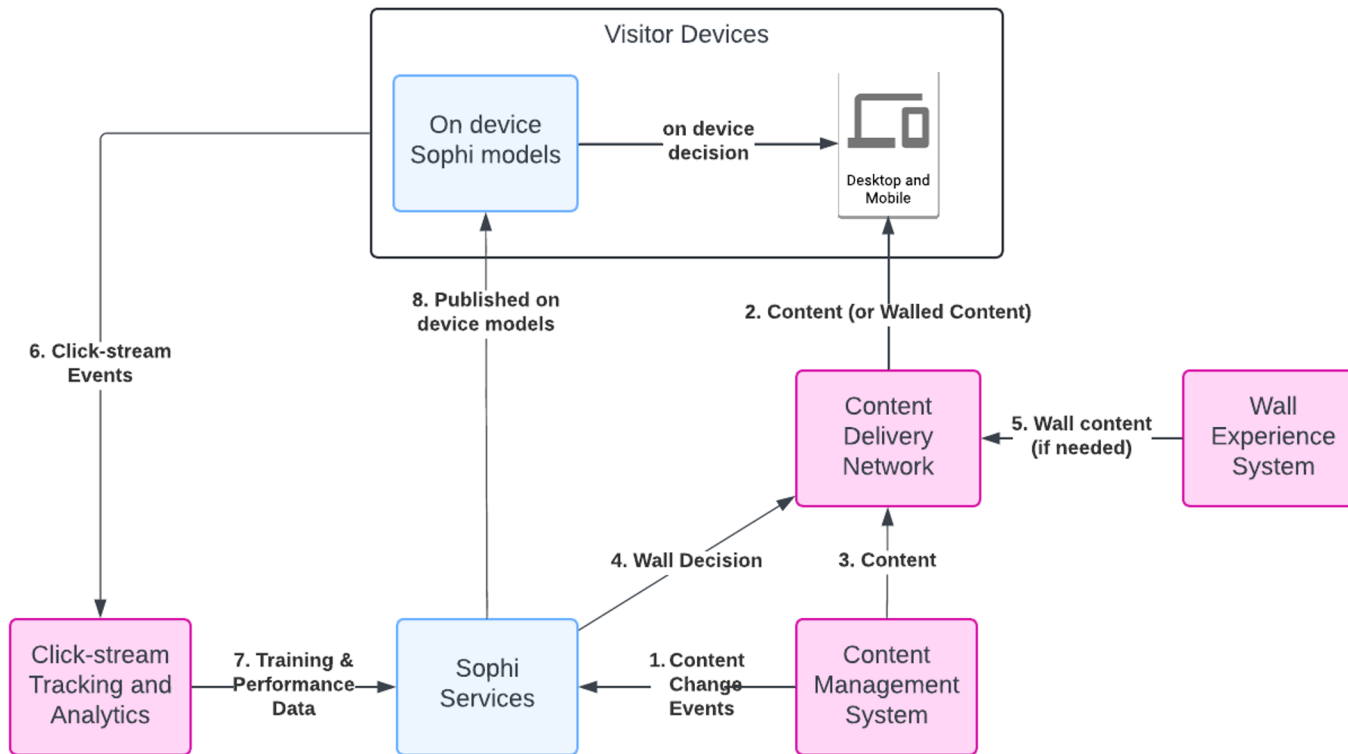 Visitor Devices
On device
Sophi models
on device
decision
Desktop and
Mobile
8. Published on
device models
2. Content (or Walled Content)
6. Click-stream
Events
Content
Delivery
Network
5. Wall content
(if needed)
Wall
Experience
System
4. Wall Decision
3. Content
Click-stream
Tracking and
Analytics
7. Training &
Performance
Data
Sophi
Services
1. Content
Change
Events
Content
Management
System